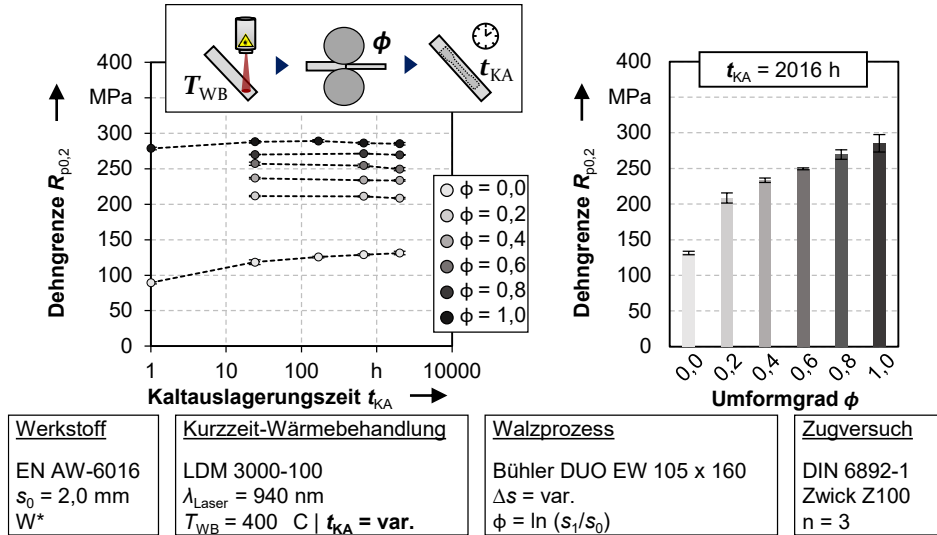 T_WB
ϕ
t_KA
Dehngrenze R_p0,2
400
MPa
300
250
200
150
100
50
0
1
10
100
h
10000
Kaltauslagerungszeit t_KA
ϕ = 0,0
ϕ = 0,2
ϕ = 0,4
ϕ = 0,6
ϕ = 0,8
ϕ = 1,0
t_KA = 2016 h
Dehngrenze R_p0,2
400
MPa
300
250
200
150
100
50
0
0,0
0,2
0,4
0,6
0,8
1,0
Umformgrad ϕ
Werkstoff
EN AW-6016
s_0 = 2,0 mm
W*
Kurzzeit-Wärmebehandlung
LDM 3000-100
λ_Laser = 940 nm
T_WB = 400 C | t_KA = var.
Walzprozess
Bühler DUO EW 105 x 160
Δs = var.
ϕ = ln (s_1/s_0)
Zugversuch
DIN 6892-1
Zwick Z100
n = 3